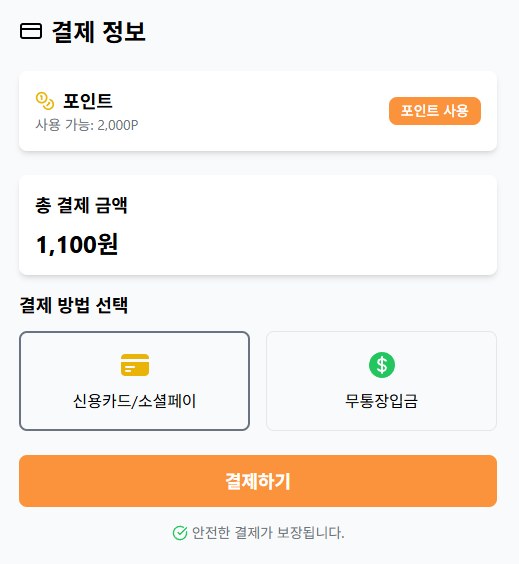 결제 정보
포인트
사용 가능: 2,000P
포인트 사용
총 결제 금액
1,100원
결제 방법 선택
신용카드/소셜페이
무통장입금
결제하기
안전한 결제가 보장됩니다.